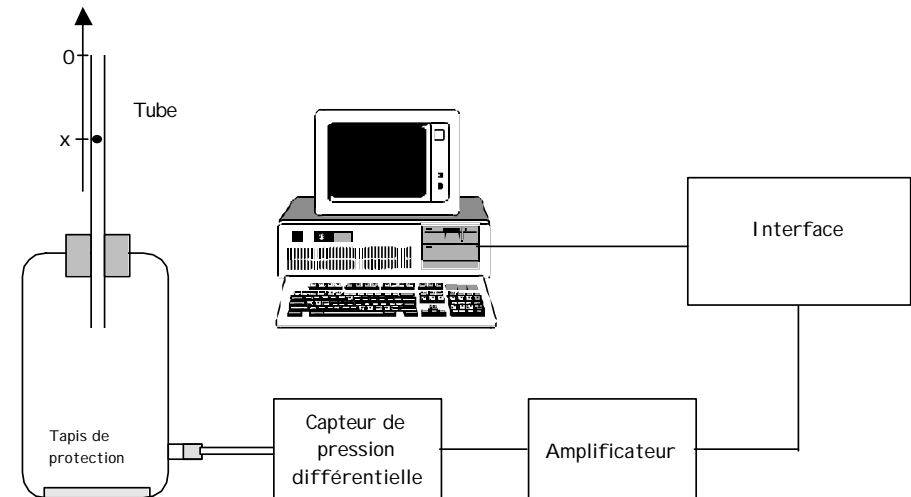 0
Tube
x
Interface
Capteur de
pression
différentielle
Amplificateur
Tapis de
protection